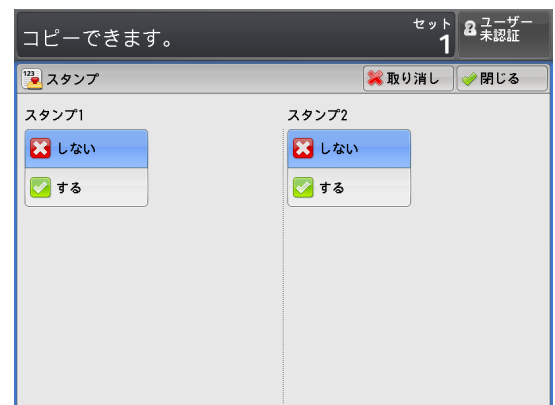 コピーできます。
セット
1
ユーザー
未認証
123
スタンプ
取り消し
閉じる
スタンプ1
スタンプ2
しない
しない
する
する